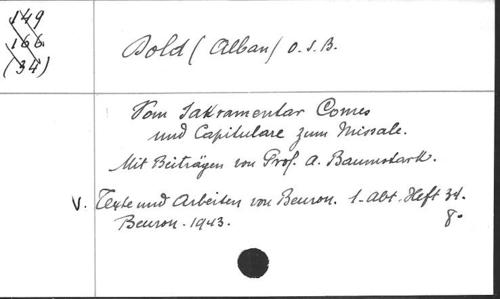 149
166
(34)
Dold (Alban) O.S.B.
Vom Sakramentar Comes
und Capitulare zum Missale.
Mit Beiträgen von Prof. A. Baumstark.
V. Texte und Arbeiten von Beuron. 1. Abt. Heft 34.
Beuron. 1943. 8°